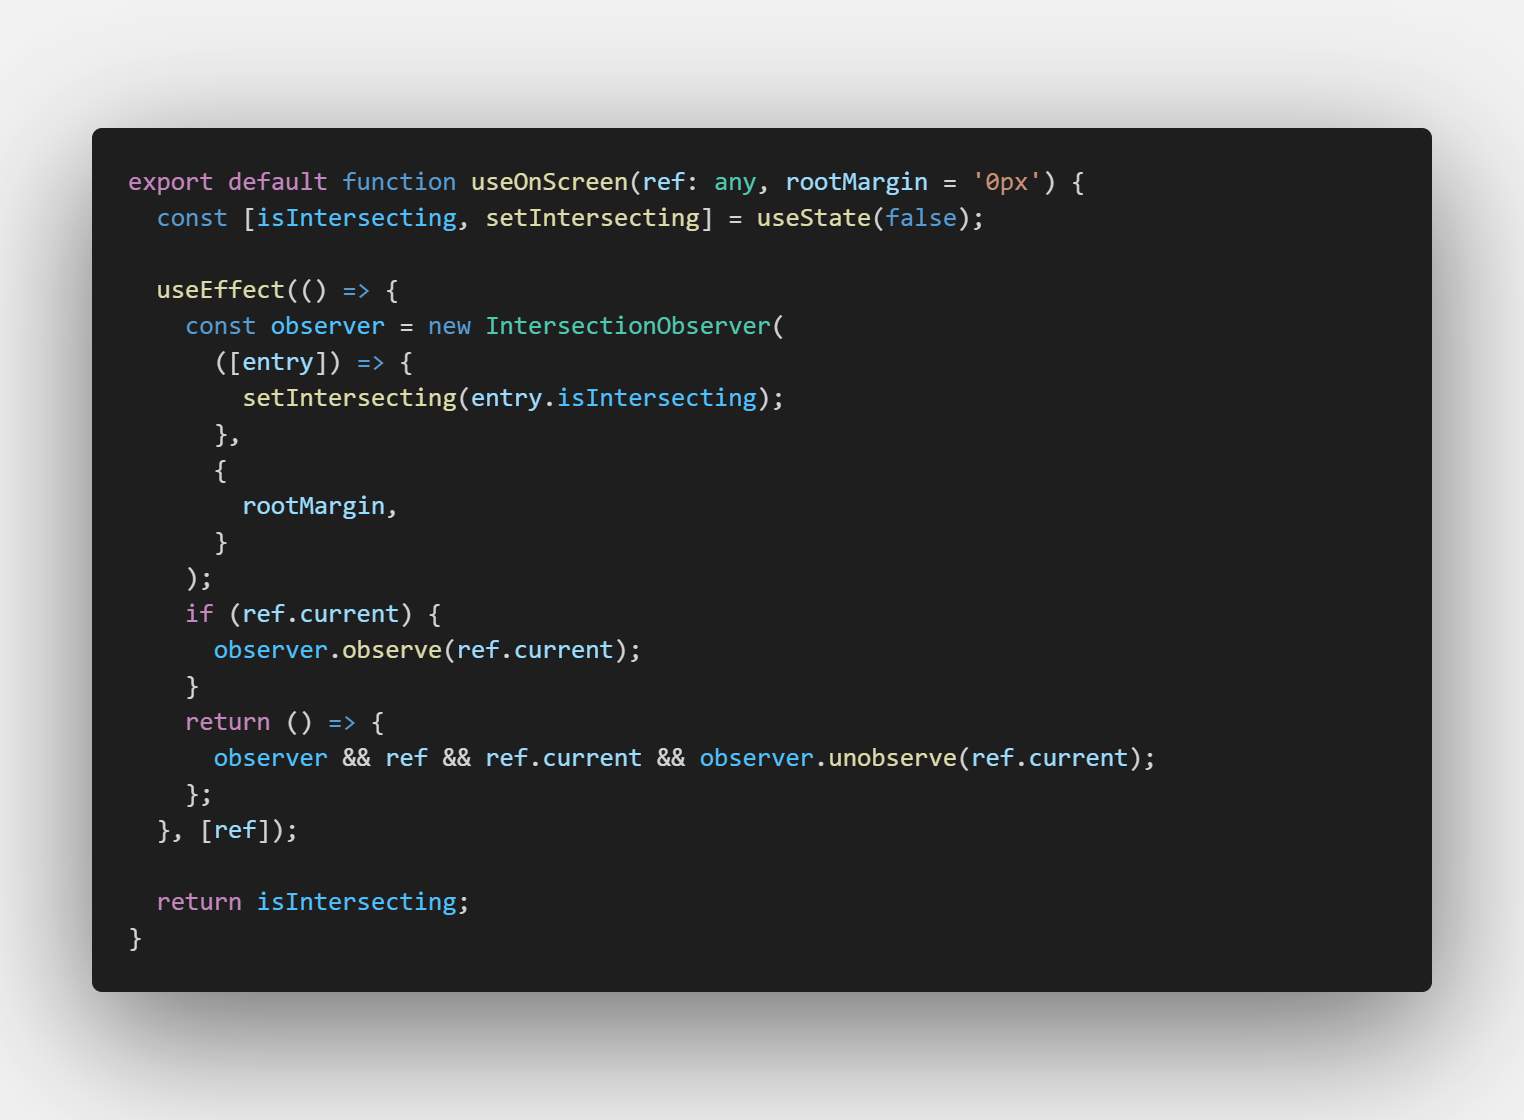 export default function useOnScreen(ref: any, rootMargin = '0px') {
  const [isIntersecting, setIntersecting] = useState(false);

  useEffect(() => {
    const observer = new IntersectionObserver(
      ([entry]) => {
        setIntersecting(entry.isIntersecting);
      },
      {
        rootMargin,
      }
    );
    if (ref.current) {
      observer.observe(ref.current);
    }
    return () => {
      observer && ref && ref.current && observer.unobserve(ref.current);
    };
  }, [ref]);

  return isIntersecting;
}